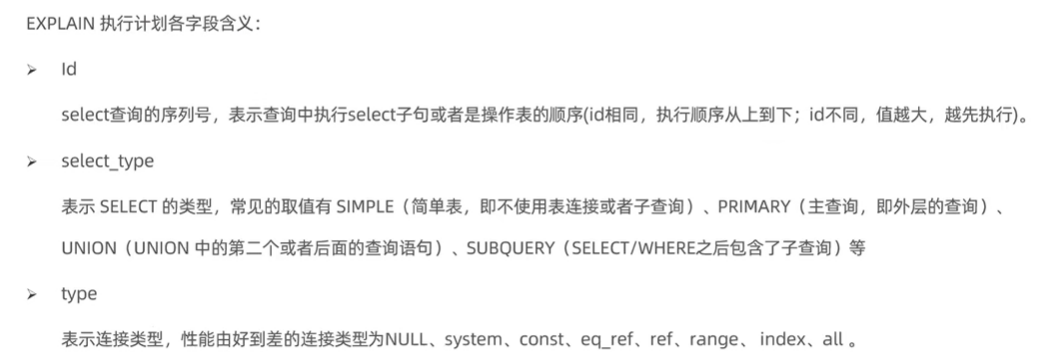 EXPLAIN 执行计划各字段含义：
➢ Id
select查询的序列号，表示查询中执行select子句或者是操作表的顺序(id相同，执行顺序从上到下；id不同，值越大，越先执行)。
➢ select_type
表示 SELECT 的类型，常见的取值有 SIMPLE（简单表，即不使用表连接或者子查询）、PRIMARY（主查询，即外层的查询）、
UNION（UNION 中的第二个或者后面的查询语句）、SUBQUERY（SELECT/WHERE之后包含了子查询）等
➢ type
表示连接类型，性能由好到差的连接类型为NULL、system、const、eq_ref、ref、range、 index、all 。